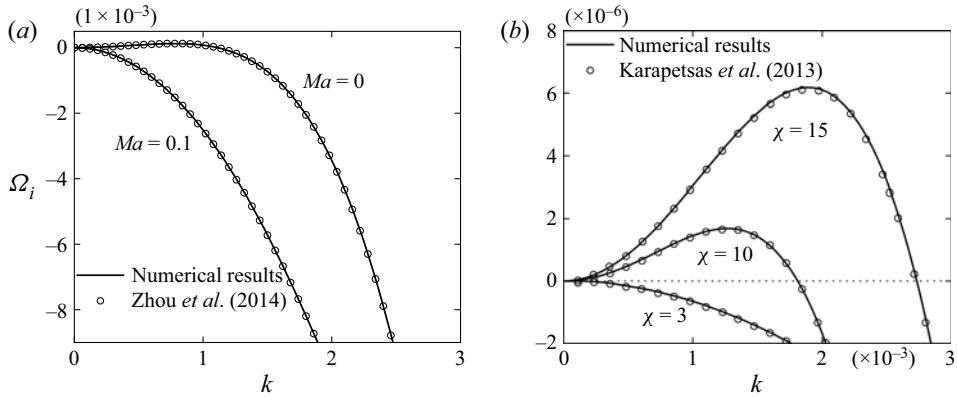 (a)
(1 × 10⁻³)
0
−2
−4
−6
−8
Ω_i
Ma = 0
Ma = 0.1
Numerical results
Zhou et al. (2014)
0
1
2
3
k
(b)
(×10⁻⁶)
8
6
4
2
0
−2
Numerical results
Karapetsas et al. (2013)
χ = 15
χ = 10
χ = 3
0
1
2
(×10⁻³)
3
k